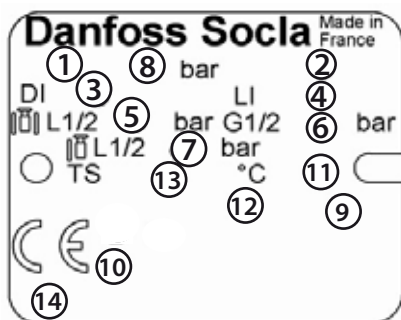 Danfoss Socla Made in
France
1 8 bar 2
3
DI LI 4
L1/2 5 bar G1/2 6 bar
L1/2 7 bar
TS 13 °C 11
12 9
CE 10
14